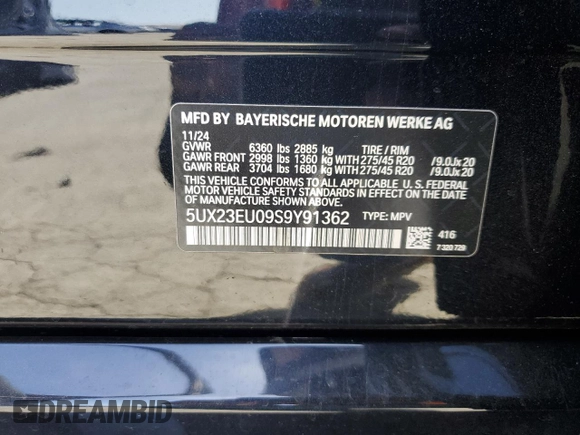 MFD BY BAYERISCHE MOTOREN WERKE AG
11/24
GVWR 6360 lbs 2885 kg TIRE / RIM
GAWR FRONT 2998 lbs 1360 kg WITH 275/45 R20 /9.0Jx20
GAWR REAR 3704 lbs 1680 kg WITH 275/45 R20 /9.0Jx20
THIS VEHICLE CONFORMS TO ALL APPLICABLE U. S. FEDERAL
MOTOR VEHICLE SAFETY STANDARDS IN EFFECT ON THE
DATE OF MANUFACTURE SHOWN ABOVE.
5UX23EU09S9Y91362 TYPE: MPV
416
7 320 729
DREAMBID